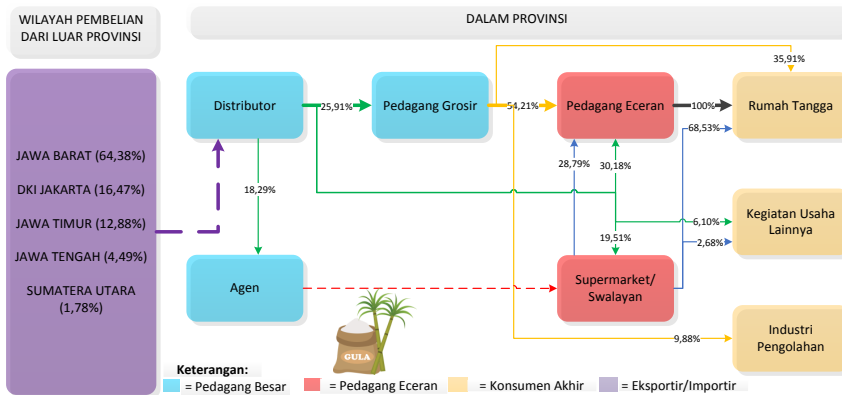 WILAYAH PEMBELIAN
DARI LUAR PROVINSI
DALAM PROVINSI
JAWA BARAT (64,38%)
DKI JAKARTA (16,47%)
JAWA TIMUR (12,88%)
JAWA TENGAH (4,49%)
SUMATERA UTARA
(1,78%)
Distributor
25,91%
Pedagang Grosir
54,21%
Pedagang Eceran
100%
Rumah Tangga
35,91%
68,53%
18,29%
28,79%
30,18%
19,51%
6,10%
2,68%
Kegiatan Usaha
Lainnya
Agen
Supermarket/
Swalayan
9,88%
Industri
Pengolahan
GULA
Keterangan:
= Pedagang Besar
= Pedagang Eceran
= Konsumen Akhir
= Eksportir/Importir